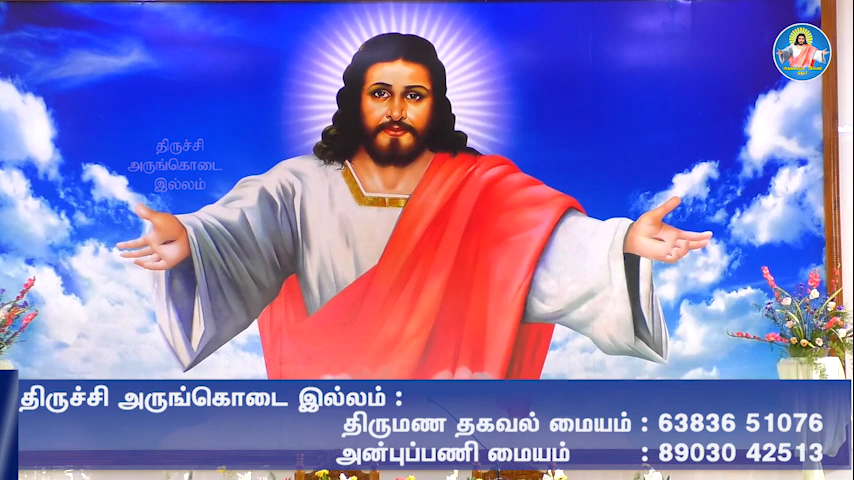 திருச்சி
அருங்கொடை
இல்லம்
திருச்சி அருங்கொடை இல்லம் :
திருமண தகவல் மையம் : 63836 51076
அன்புப்பணி மையம் : 89030 42513